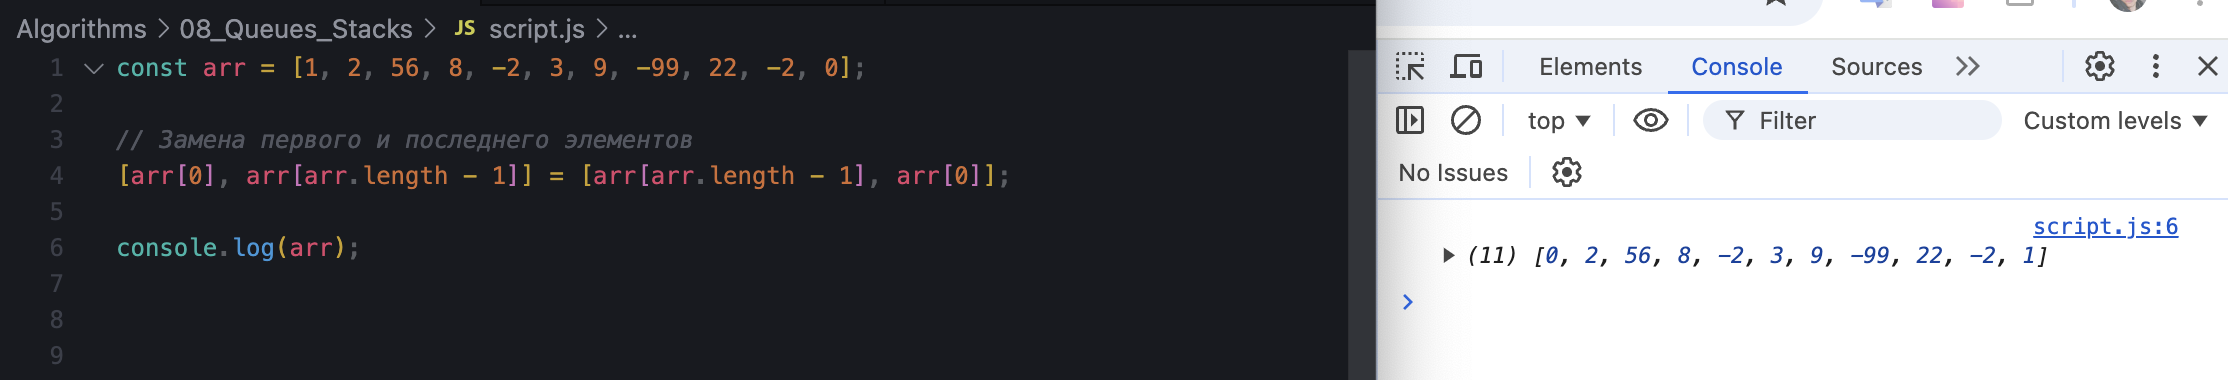 Algorithms > 08_Queues_Stacks > JS script.js > ...
1 const arr = [1, 2, 56, 8, -2, 3, 9, -99, 22, -2, 0];
2
3 // Замена первого и последнего элементов
4 [arr[0], arr[arr.length - 1]] = [arr[arr.length - 1], arr[0]];
5
6 console.log(arr);
7
8
9
Elements Console Sources
top Filter Custom levels
No Issues
script.js:6
(11) [0, 2, 56, 8, -2, 3, 9, -99, 22, -2, 1]